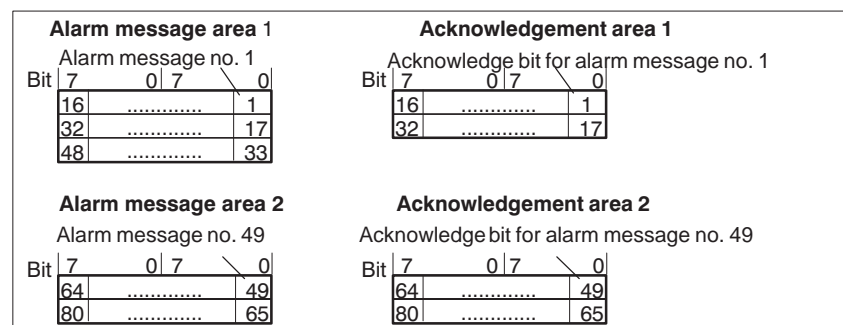 Alarm message area 1
Alarm message no. 1
Bit 7 0 7 0
16 ............. 1
32 ............. 17
48 ............. 33
Acknowledgement area 1
Acknowledge bit for alarm message no. 1
Bit 7 0 7 0
16 ............. 1
32 ............. 17
Alarm message area 2
Alarm message no. 49
Bit 7 0 7 0
64 ............. 49
80 ............. 65
Acknowledgement area 2
Acknowledge bit for alarm message no. 49
Bit 7 0 7 0
64 ............. 49
80 ............. 65